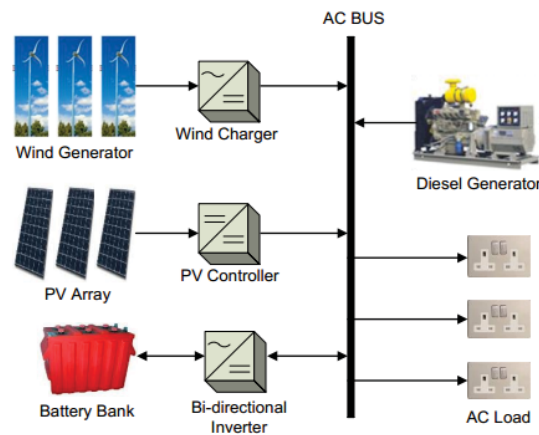 AC BUS
Wind Generator
Wind Charger
Diesel Generator
PV Array
PV Controller
Battery Bank
Bi-directional
Inverter
AC Load